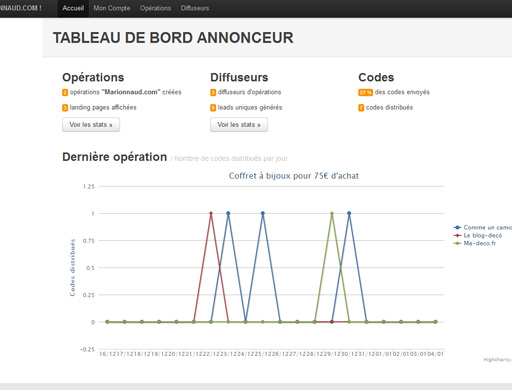 NNAUD.COM ! Accueil Mon Compte Opérations Diffuseurs
TABLEAU DE BORD ANNONCEUR
Opérations
2 opérations "Marionnaud.com" créées
landing pages affichées
Voir les stats »
Diffuseurs
diffuseurs d'opérations
leads uniques générés
Voir les stats »
Codes
37 % des codes envoyés
7 codes distribués
Dernière opération / Nombre de codes distribués par jour
Coffret à bijoux pour 75€ d'achat
Codes distribués
1.25
1
0.75
0.5
0.25
0
-0.25
16/12 17/12 18/12 19/12 20/12 21/12 22/12 23/12 24/12 25/12 26/12 27/12 28/12 29/12 30/12 31/12 01/01 02/01 03/01 04/01
Comme un camio
Le blog-deco
Ma-deco.fr
Highcharts.